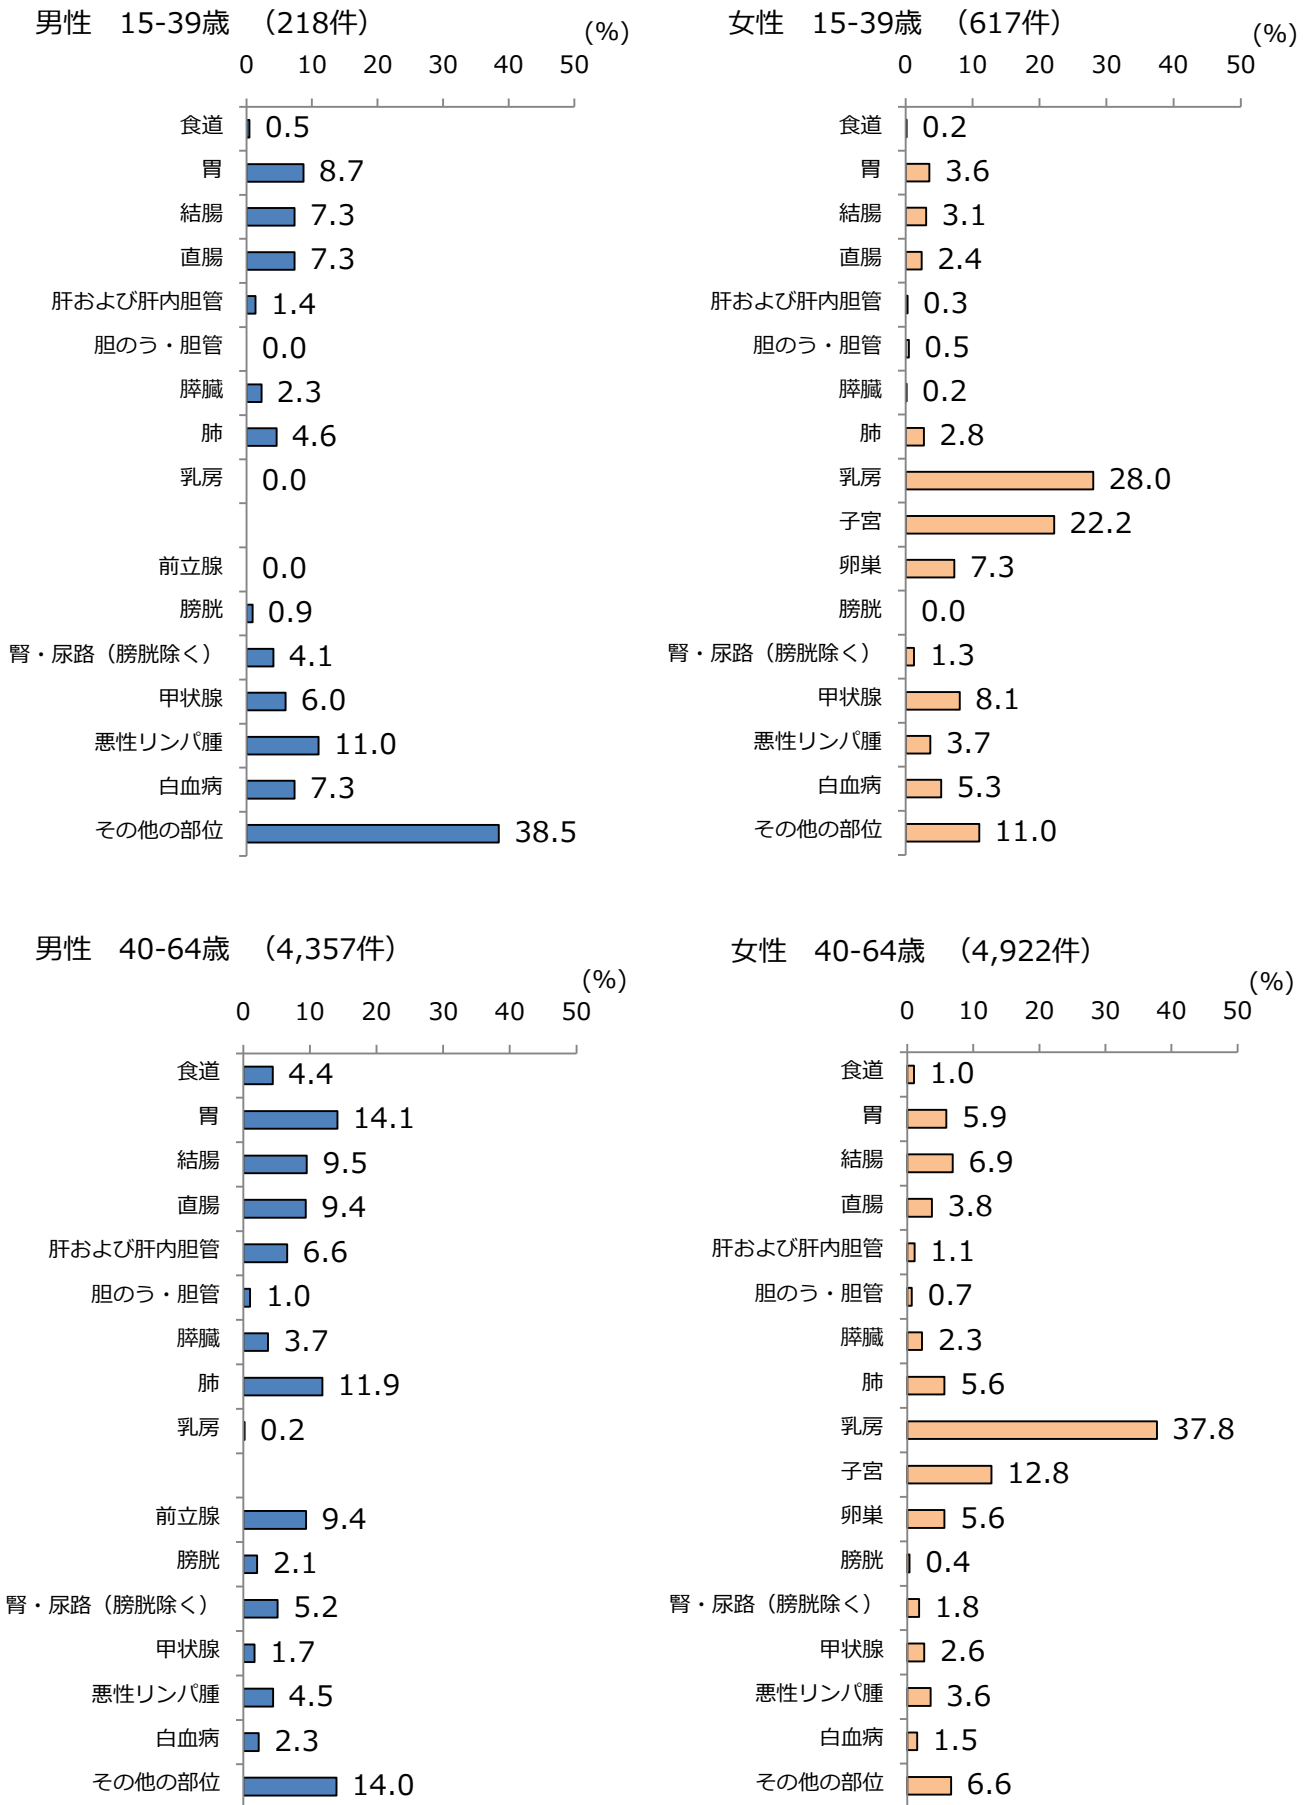 男性 15-39歳 （218件）
(%)
0 10 20 30 40 50
食道 0.5
胃 8.7
結腸 7.3
直腸 7.3
肝および肝内胆管 1.4
胆のう・胆管 0.0
膵臓 2.3
肺 4.6
乳房 0.0
前立腺 0.0
膀胱 0.9
腎・尿路（膀胱除く） 4.1
甲状腺 6.0
悪性リンパ腫 11.0
白血病 7.3
その他の部位 38.5
女性 15-39歳 （617件）
(%)
0 10 20 30 40 50
食道 0.2
胃 3.6
結腸 3.1
直腸 2.4
肝および肝内胆管 0.3
胆のう・胆管 0.5
膵臓 0.2
肺 2.8
乳房 28.0
子宮 22.2
卵巣 7.3
膀胱 0.0
腎・尿路（膀胱除く） 1.3
甲状腺 8.1
悪性リンパ腫 3.7
白血病 5.3
その他の部位 11.0
男性 40-64歳 （4,357件）
(%)
0 10 20 30 40 50
食道 4.4
胃 14.1
結腸 9.5
直腸 9.4
肝および肝内胆管 6.6
胆のう・胆管 1.0
膵臓 3.7
肺 11.9
乳房 0.2
前立腺 9.4
膀胱 2.1
腎・尿路（膀胱除く） 5.2
甲状腺 1.7
悪性リンパ腫 4.5
白血病 2.3
その他の部位 14.0
女性 40-64歳 （4,922件）
(%)
0 10 20 30 40 50
食道 1.0
胃 5.9
結腸 6.9
直腸 3.8
肝および肝内胆管 1.1
胆のう・胆管 0.7
膵臓 2.3
肺 5.6
乳房 37.8
子宮 12.8
卵巣 5.6
膀胱 0.4
腎・尿路（膀胱除く） 1.8
甲状腺 2.6
悪性リンパ腫 3.6
白血病 1.5
その他の部位 6.6